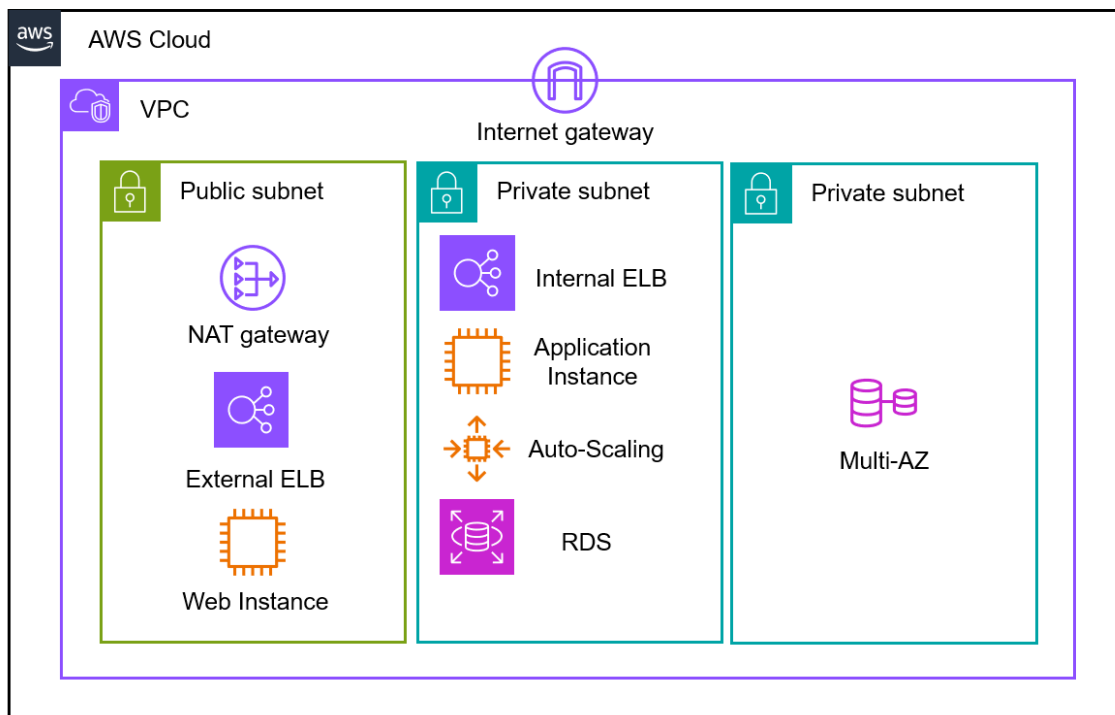 aws
AWS Cloud
VPC
Internet gateway
Public subnet
NAT gateway
External ELB
Web Instance
Private subnet
Internal ELB
Application
Instance
Auto-Scaling
RDS
Private subnet
Multi-AZ